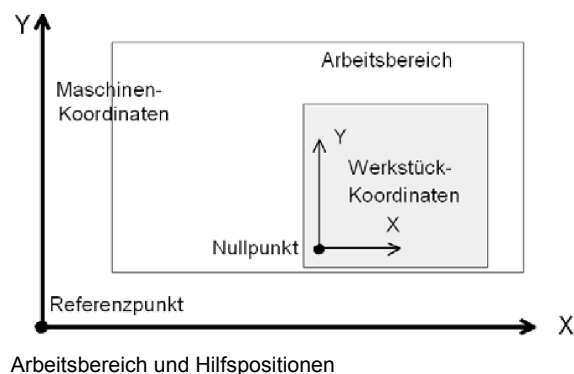 Y
Arbeitsbereich
Maschinen-
Koordinaten
Y
Werkstück-
Koordinaten
X
Nullpunkt
Referenzpunkt
X
Arbeitsbereich und Hilfspositionen